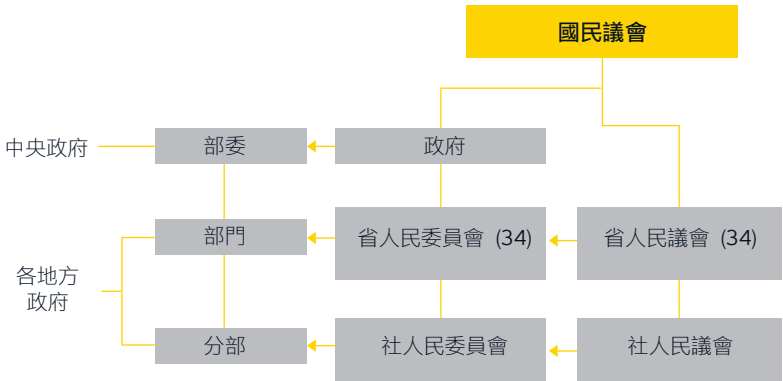 國民議會
中央政府
部委
政府
部門
省人民委員會 (34)
省人民議會 (34)
各地方
政府
分部
社人民委員會
社人民議會